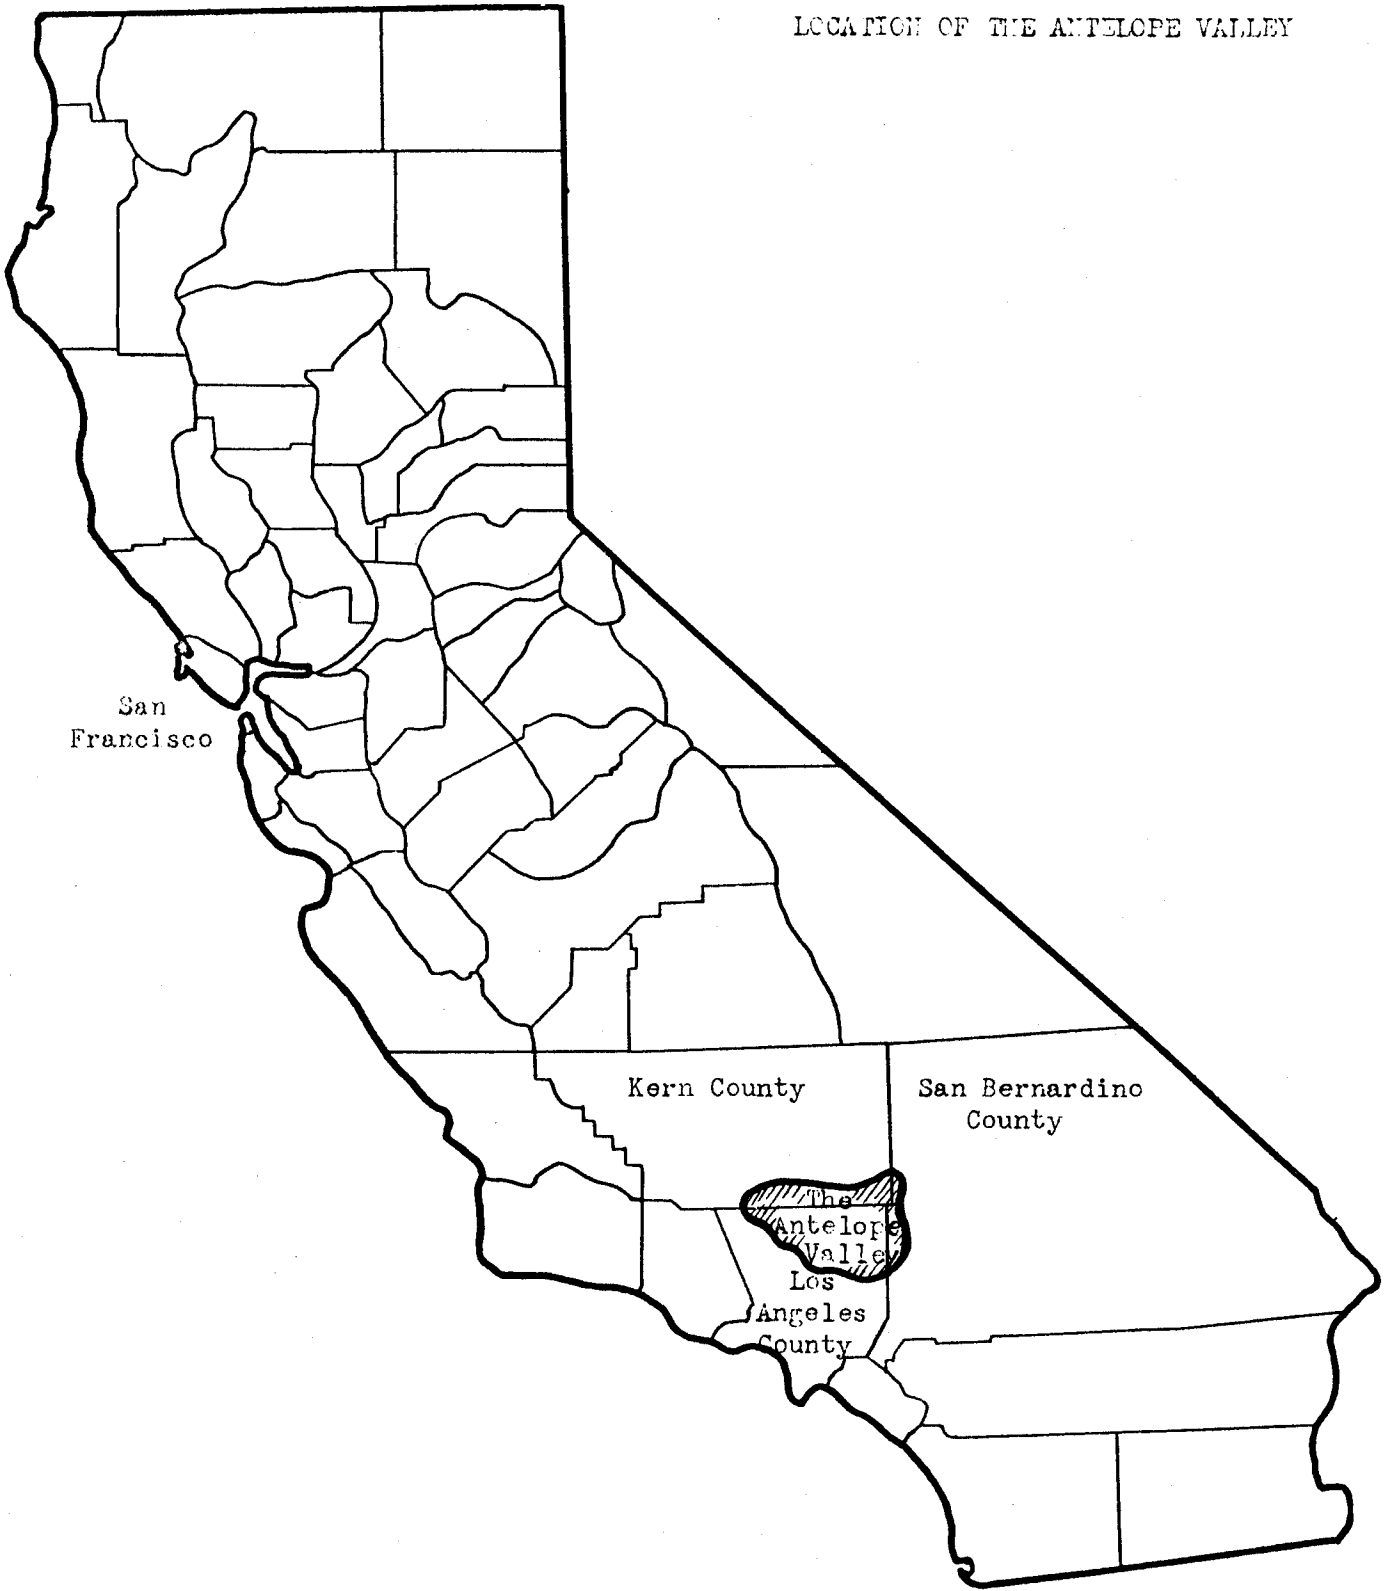 LOCATION OF THE ANTELOPE VALLEY
San
Francisco
Kern County
San Bernardino
County
The
Antelope
Valley
Los
Angeles
County